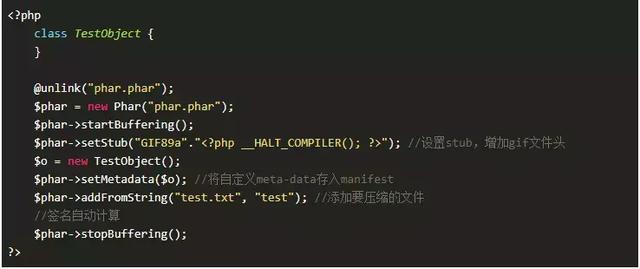 <?php
class TestObject {
}
@unlink("phar.phar");
$phar = new Phar("phar.phar");
$phar->startBuffering();
$phar->setStub("GIF89a"."<?php __HALT_COMPILER(); ?>"); //设置stub，增加gif文件头
$o = new TestObject();
$phar->setMetadata($o); //将自定义meta-data存入manifest
$phar->addFromString("test.txt", "test"); //添加要压缩的文件
//签名自动计算
$phar->stopBuffering();
?>